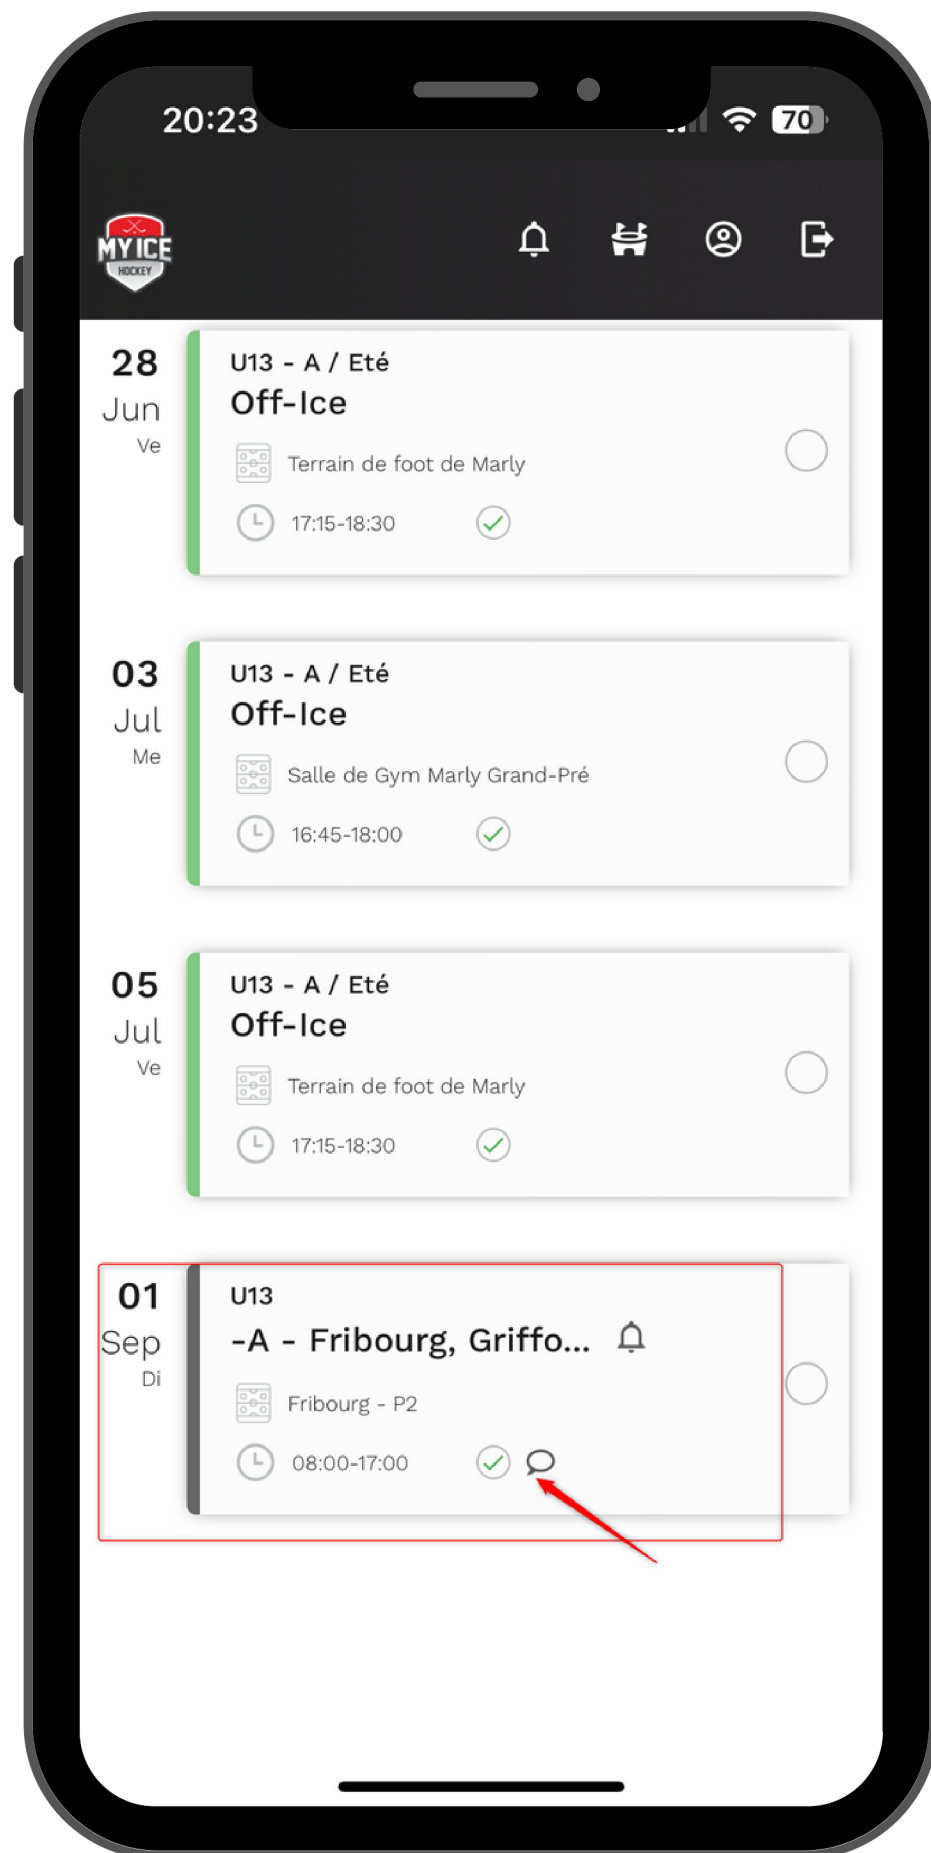 20:23
70
MY ICE
HOCKEY
28
Jun
Ve
U13 - A / Eté
Off-Ice
Terrain de foot de Marly
17:15-18:30
03
Jul
Me
U13 - A / Eté
Off-Ice
Salle de Gym Marly Grand-Pré
16:45-18:00
05
Jul
Ve
U13 - A / Eté
Off-Ice
Terrain de foot de Marly
17:15-18:30
01
Sep
Di
U13
-A - Fribourg, Griffo...
Fribourg - P2
08:00-17:00